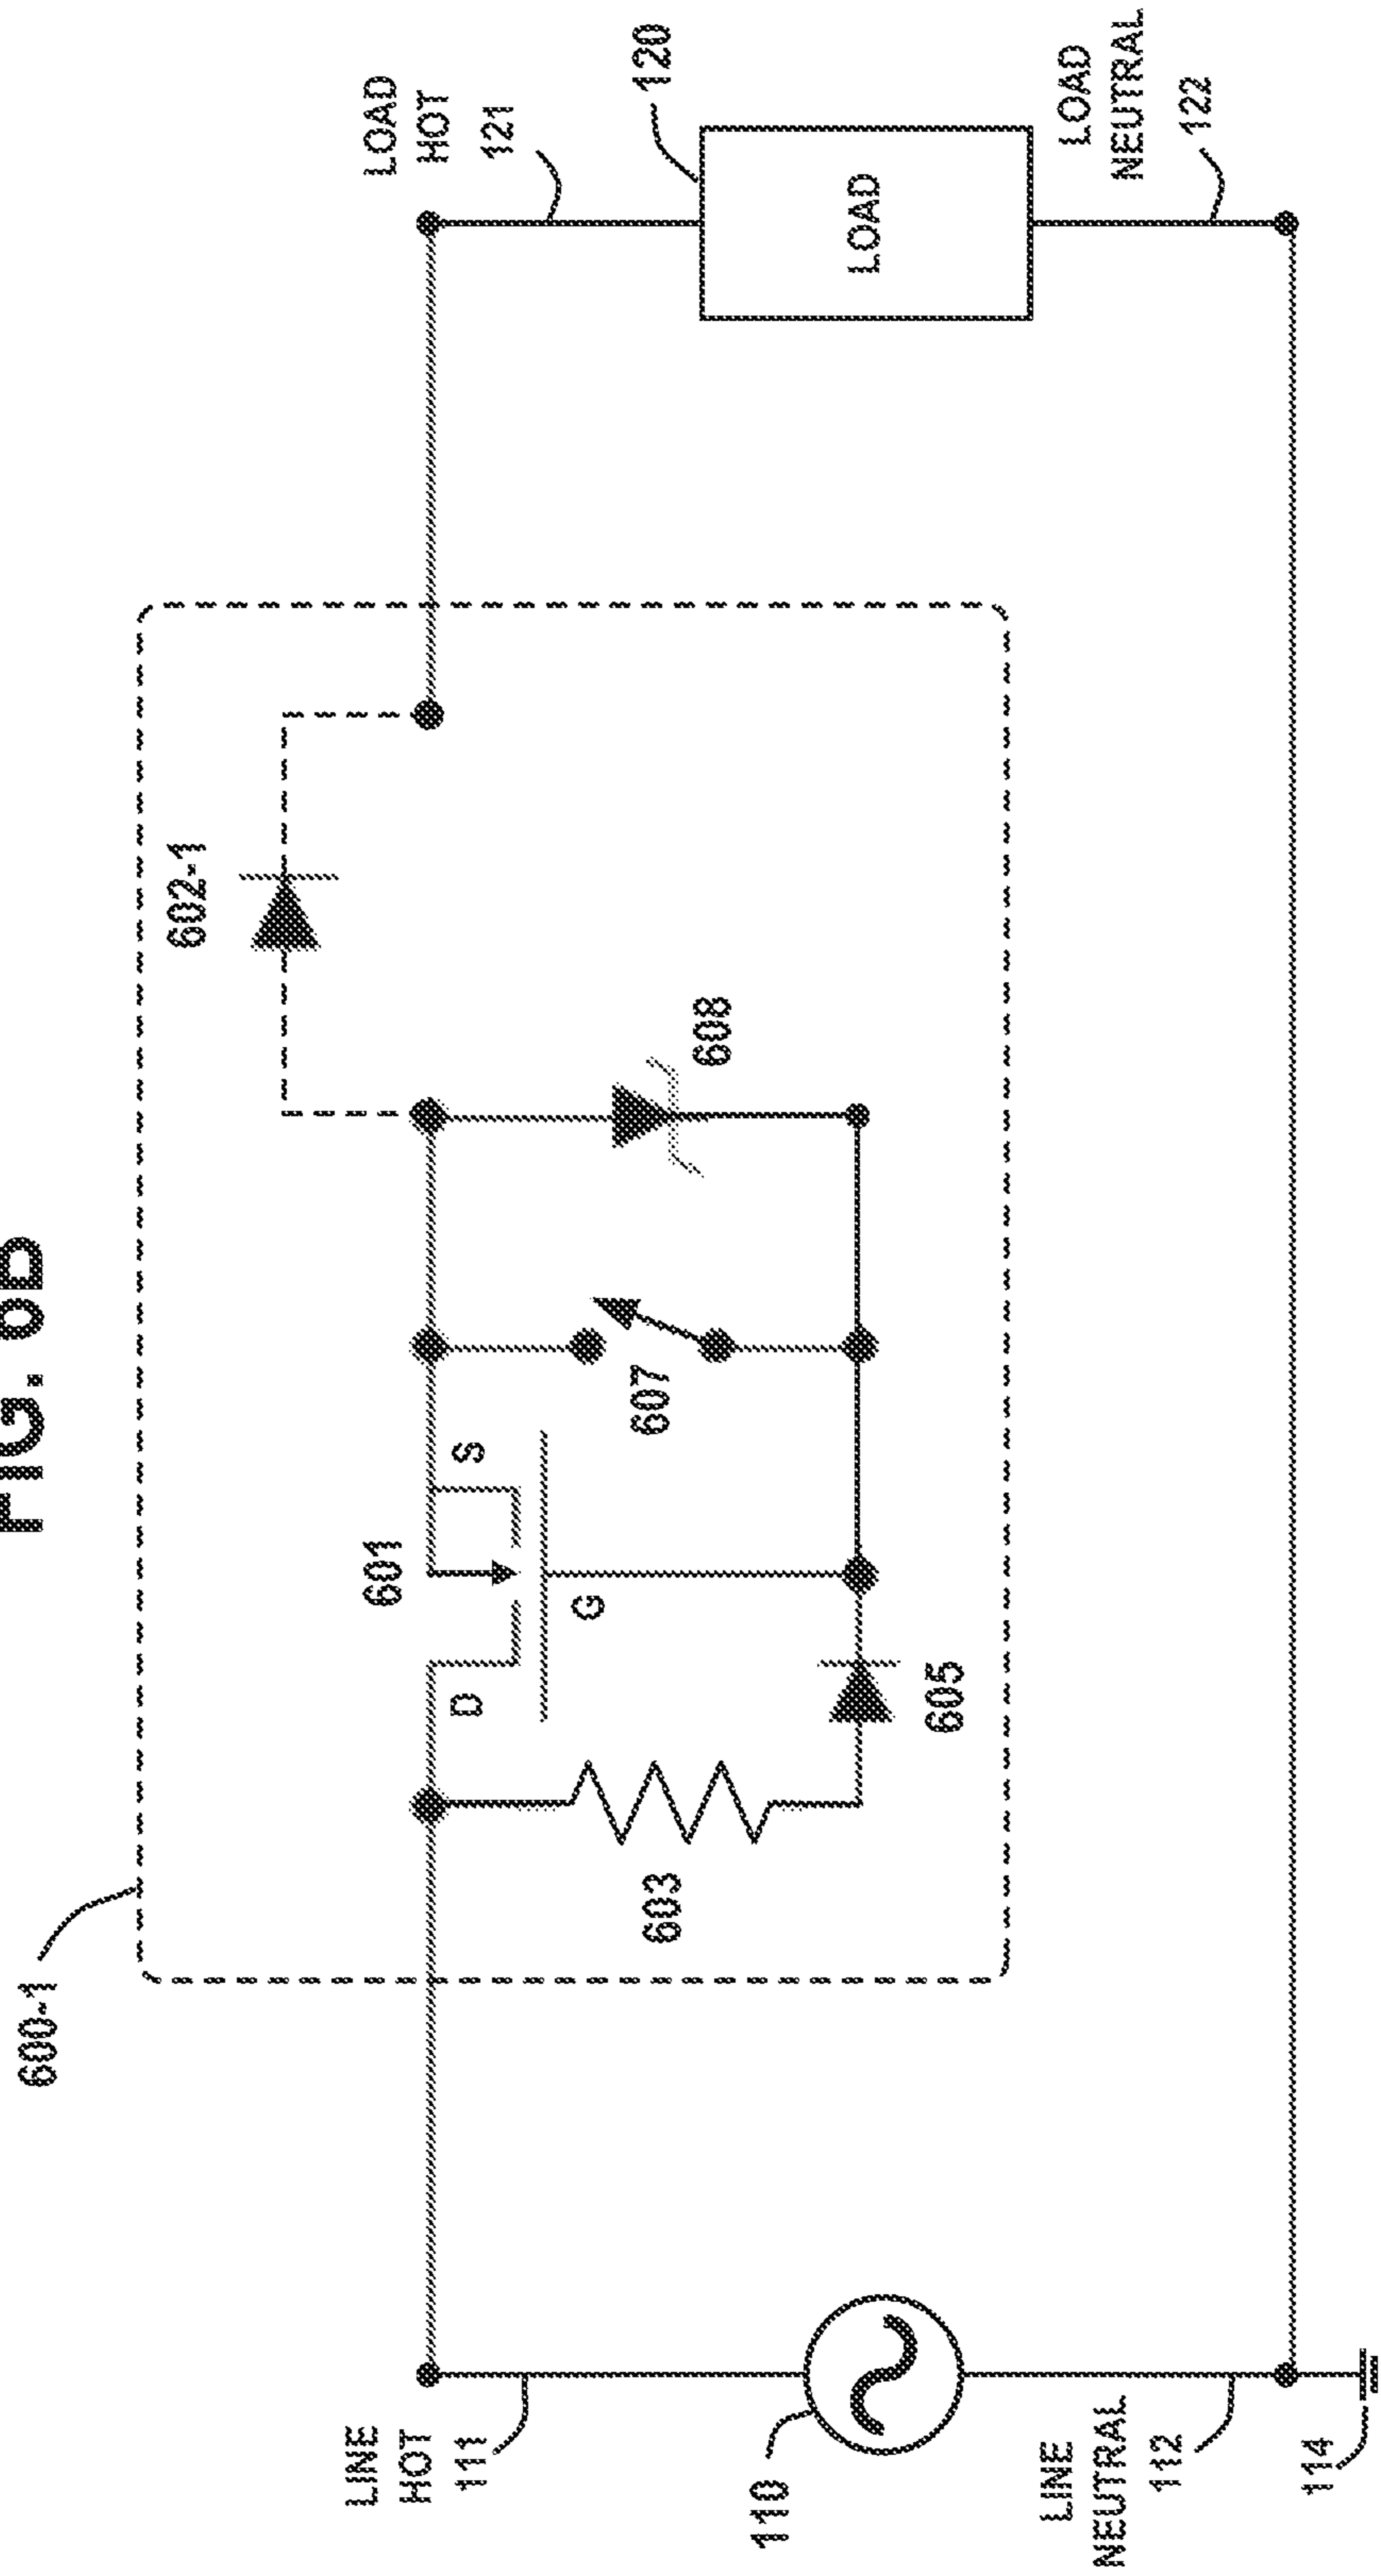 FIG. 6B
600-1
602-1
601
D
S
G
603
605
607
608
LINE
HOT
111
110
LINE
NEUTRAL
112
114
LOAD
HOT
121
120
LOAD
LOAD
NEUTRAL
122